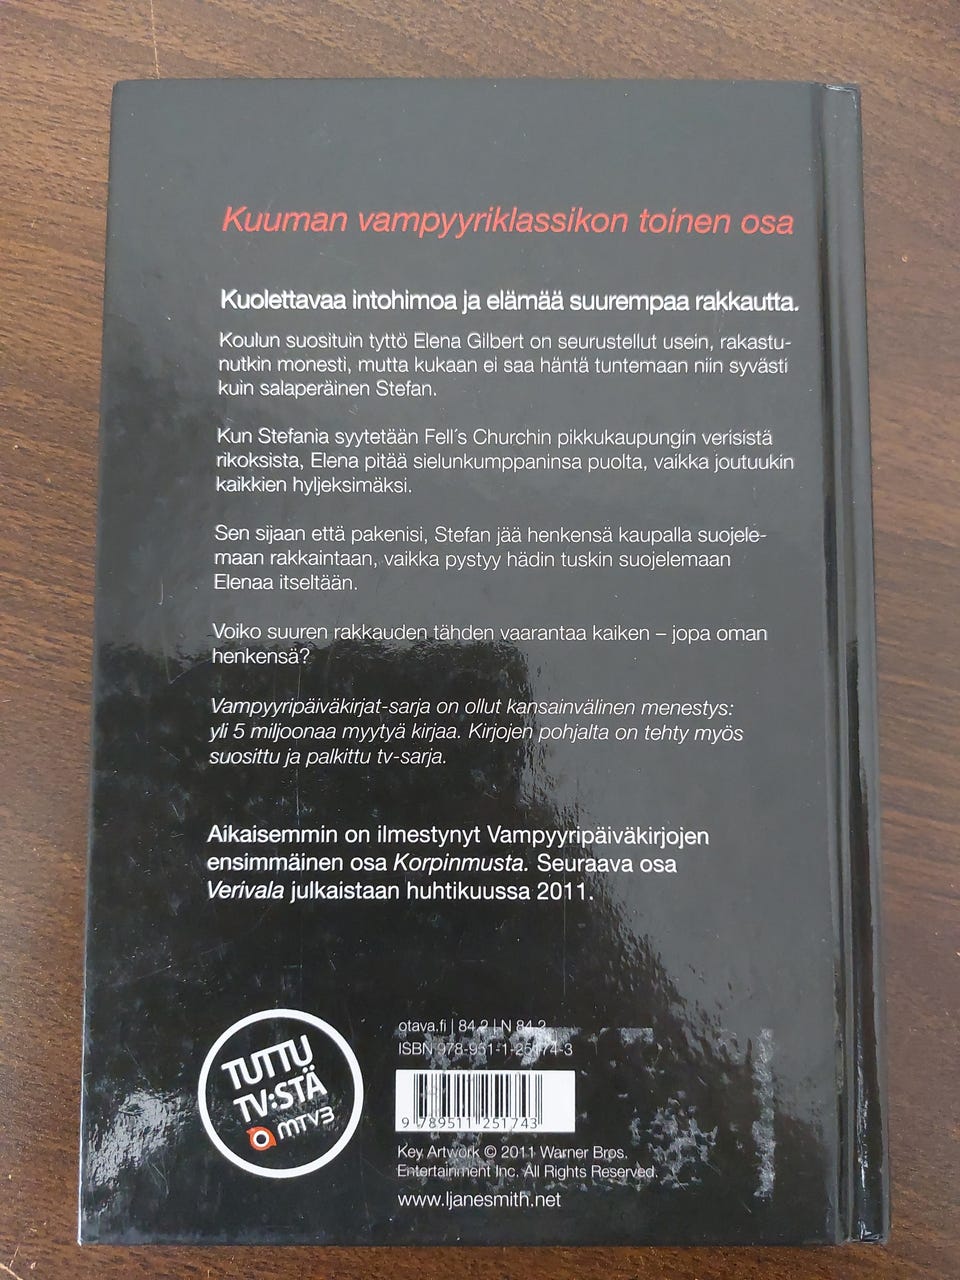 Kuuman vampyyriklassikon toinen osa
Kuolettavaa intohimoa ja elämää suurempaa rakkautta.
Koulun suosituin tyttö Elena Gilbert on seurustellut usein, rakastu-
nutkin monesti, mutta kukaan ei saa häntä tuntemaan niin syvästi
kuin salaperäinen Stefan.
Kun Stefania syytetään Fell´s Churchin pikkukaupungin verisistä
rikoksista, Elena pitää sielunkumppaninsa puolta, vaikka joutuukin
kaikkien hyljeksimäksi.
Sen sijaan että pakenisi, Stefan jää henkensä kaupalla suojele-
maan rakkaintaan, vaikka pystyy hädin tuskin suojelemaan
Elenaa itseltään.
Voiko suuren rakkauden tähden vaarantaa kaiken – jopa oman
henkensä?
Vampyyripäiväkirjat-sarja on ollut kansainvälinen menestys:
yli 5 miljoonaa myytyä kirjaa. Kirjojen pohjalta on tehty myös
suosittu ja palkittu tv-sarja.
Aikaisemmin on ilmestynyt Vampyyripäiväkirjojen
ensimmäinen osa Korpinmusta. Seuraava osa
Verivala julkaistaan huhtikuussa 2011.
TUTTU
TV:STÄ
MTV3
otava.fi | 84.2 | N 84.2
ISBN 978-951-1-25174-3
9 789511 251743
Key Artwork © 2011 Warner Bros.
Entertainment Inc. All Rights Reserved.
www.ljanesmith.net